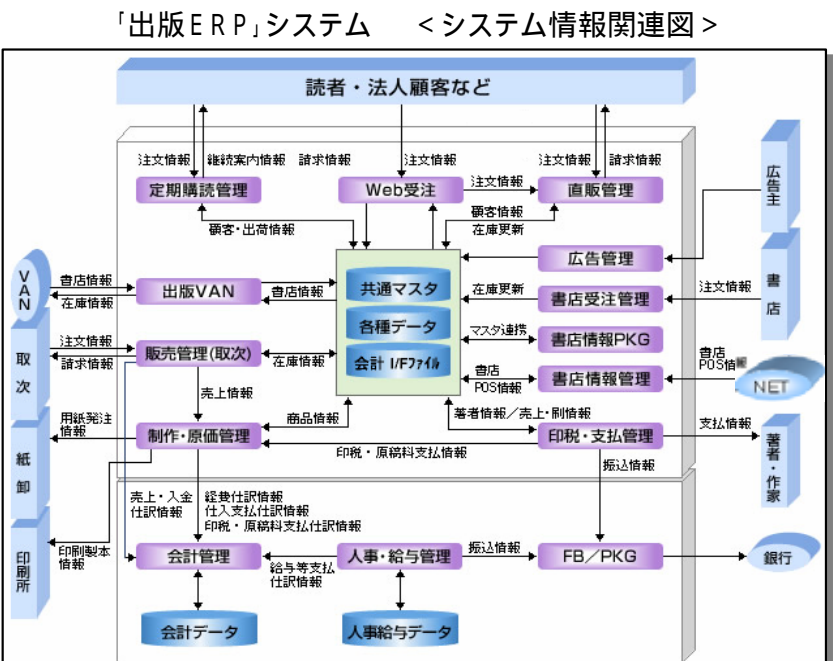 「出版ERP」システム ＜システム情報関連図＞
読者・法人顧客など
注文情報
継続案内情報
請求情報
注文情報
注文情報
請求情報
定期購読管理
Web受注
注文情報
直販管理
広告主
顧客・出荷情報
顧客情報
在庫更新
広告管理
VAN
書店情報
在庫情報
出版VAN
書店情報
共通マスタ
各種データ
会計 I/Fファイル
在庫更新
書店受注管理
注文情報
書店
取次
注文情報
請求情報
販売管理(取次)
在庫情報
マスタ連携
書店情報PKG
書店
POS情報
書店情報管理
書店
POS情
NET
売上情報
用紙発注
情報
紙卸
制作・原価管理
商品情報
著者情報／売上・刷情報
印税・支払管理
支払情報
著者・作家
印税・原稿料支払情報
振込情報
売上・入金
仕訳情報
経費仕訳情報
仕入支払仕訳情報
印税・原稿料支払仕訳情報
印刷所
印刷製本
情報
会計管理
給与等支払
仕訳情報
人事・給与管理
振込情報
FB／PKG
銀行
会計データ
人事給与データ